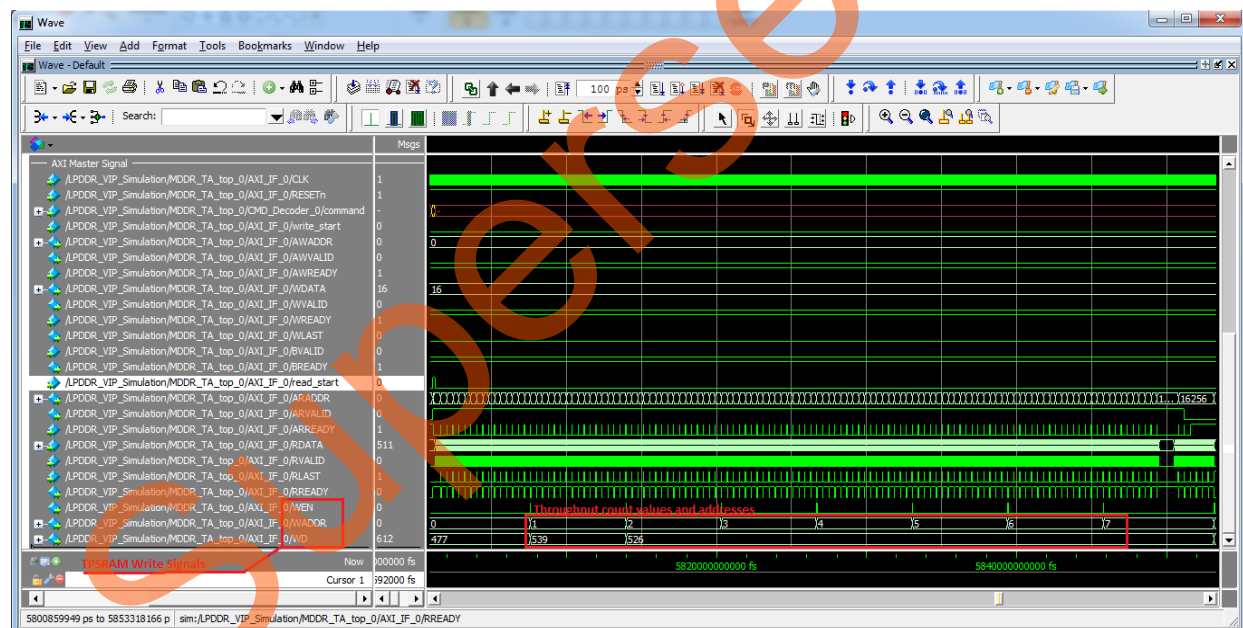 Wave
File Edit View Add Format Tools Bookmarks Window Help
Wave - Default
100 ps
Search:
Msgs
AXI Master Signal
/LPDDR_VIP_Simulation/MDDR_TA_top_0/AXI_IF_0/CLK 1
/LPDDR_VIP_Simulation/MDDR_TA_top_0/AXI_IF_0/RESETn 1
/LPDDR_VIP_Simulation/MDDR_TA_top_0/CMD_Decoder_0/command -
/LPDDR_VIP_Simulation/MDDR_TA_top_0/AXI_IF_0/write_start 0
/LPDDR_VIP_Simulation/MDDR_TA_top_0/AXI_IF_0/AWADDR 0 0
/LPDDR_VIP_Simulation/MDDR_TA_top_0/AXI_IF_0/AWVALID 0
/LPDDR_VIP_Simulation/MDDR_TA_top_0/AXI_IF_0/AWREADY 1
/LPDDR_VIP_Simulation/MDDR_TA_top_0/AXI_IF_0/WDATA 16 16
/LPDDR_VIP_Simulation/MDDR_TA_top_0/AXI_IF_0/WVALID 0
/LPDDR_VIP_Simulation/MDDR_TA_top_0/AXI_IF_0/WREADY 1
/LPDDR_VIP_Simulation/MDDR_TA_top_0/AXI_IF_0/WLAST 0
/LPDDR_VIP_Simulation/MDDR_TA_top_0/AXI_IF_0/BVALID 0
/LPDDR_VIP_Simulation/MDDR_TA_top_0/AXI_IF_0/BREADY 1
/LPDDR_VIP_Simulation/MDDR_TA_top_0/AXI_IF_0/read_start 0
/LPDDR_VIP_Simulation/MDDR_TA_top_0/AXI_IF_0/ARADDR 0 1... 16256
/LPDDR_VIP_Simulation/MDDR_TA_top_0/AXI_IF_0/ARVALID 0
/LPDDR_VIP_Simulation/MDDR_TA_top_0/AXI_IF_0/ARREADY 1
/LPDDR_VIP_Simulation/MDDR_TA_top_0/AXI_IF_0/RDATA 511
/LPDDR_VIP_Simulation/MDDR_TA_top_0/AXI_IF_0/RVALID 0
/LPDDR_VIP_Simulation/MDDR_TA_top_0/AXI_IF_0/RLAST 1
/LPDDR_VIP_Simulation/MDDR_TA_top_0/AXI_IF_0/RREADY 0
/LPDDR_VIP_Simulation/MDDR_TA_top_0/AXI_IF_0/WEN 0 Throughput count values and addresses
/LPDDR_VIP_Simulation/MDDR_TA_top_0/AXI_IF_0/WADDR 0 0 1 2 3 4 5 6 7
/LPDDR_VIP_Simulation/MDDR_TA_top_0/AXI_IF_0/WD 612 477 539 526
TPSRAM Write Signals
Now 000000 fs 5820000000000 fs 5840000000000 fs
Cursor 1 592000 fs
5800859949 ps to 5853318166 p sim:/LPDDR_VIP_Simulation/MDDR_TA_top_0/AXI_IF_0/RREADY
Superse